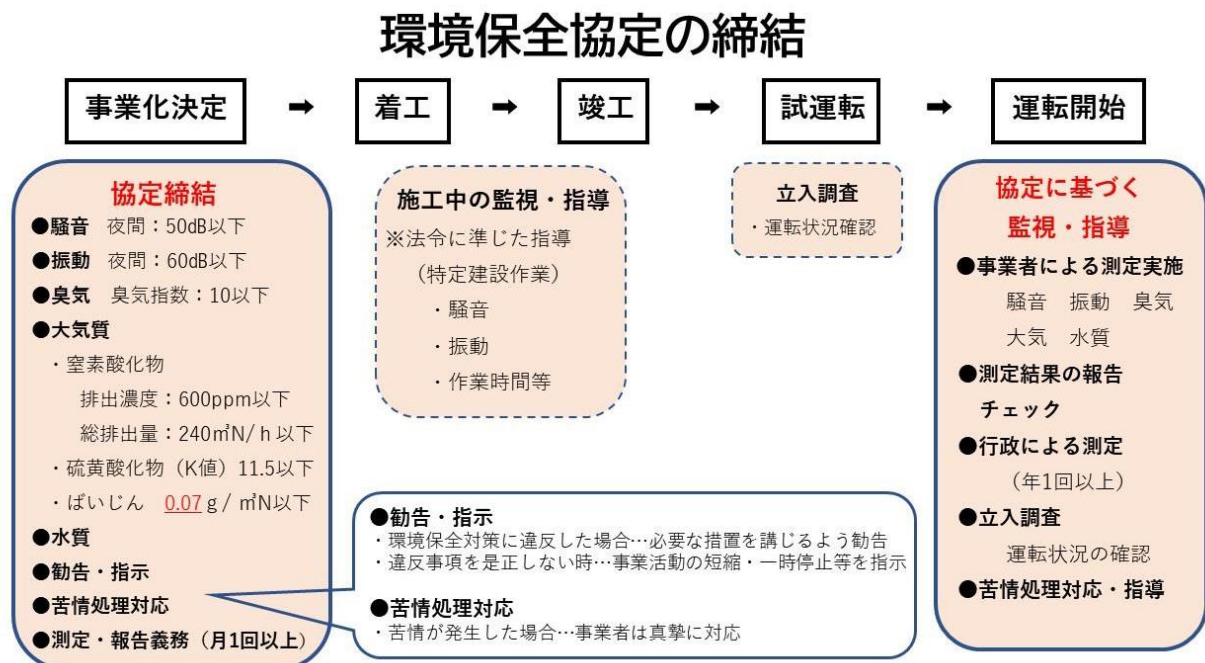 環境保全協定の締結
事業化決定 ➡ 着工 ➡ 竣工 ➡ 試運転 ➡ 運転開始
協定締結
●騒音 夜間：50dB以下
●振動 夜間：60dB以下
●臭気 臭気指数：10以下
●大気質
・窒素酸化物
排出濃度：600ppm以下
総排出量：240㎥N/ｈ以下
・硫黄酸化物（K値）11.5以下
・ばいじん 0.07ｇ/ ㎥N以下
●水質
●勧告・指示
●苦情処理対応
●測定・報告義務（月1回以上）
施工中の監視・指導
※法令に準じた指導
（特定建設作業）
・騒音
・振動
・作業時間等
立入調査
・運転状況確認
●勧告・指示
・環境保全対策に違反した場合…必要な措置を講じるよう勧告
・違反事項を是正しない時…事業活動の短縮・一時停止等を指示
●苦情処理対応
・苦情が発生した場合…事業者は真摯に対応
協定に基づく
監視・指導
●事業者による測定実施
騒音 振動 臭気
大気 水質
●測定結果の報告
チェック
●行政による測定
（年1回以上）
●立入調査
運転状況の確認
●苦情処理対応・指導